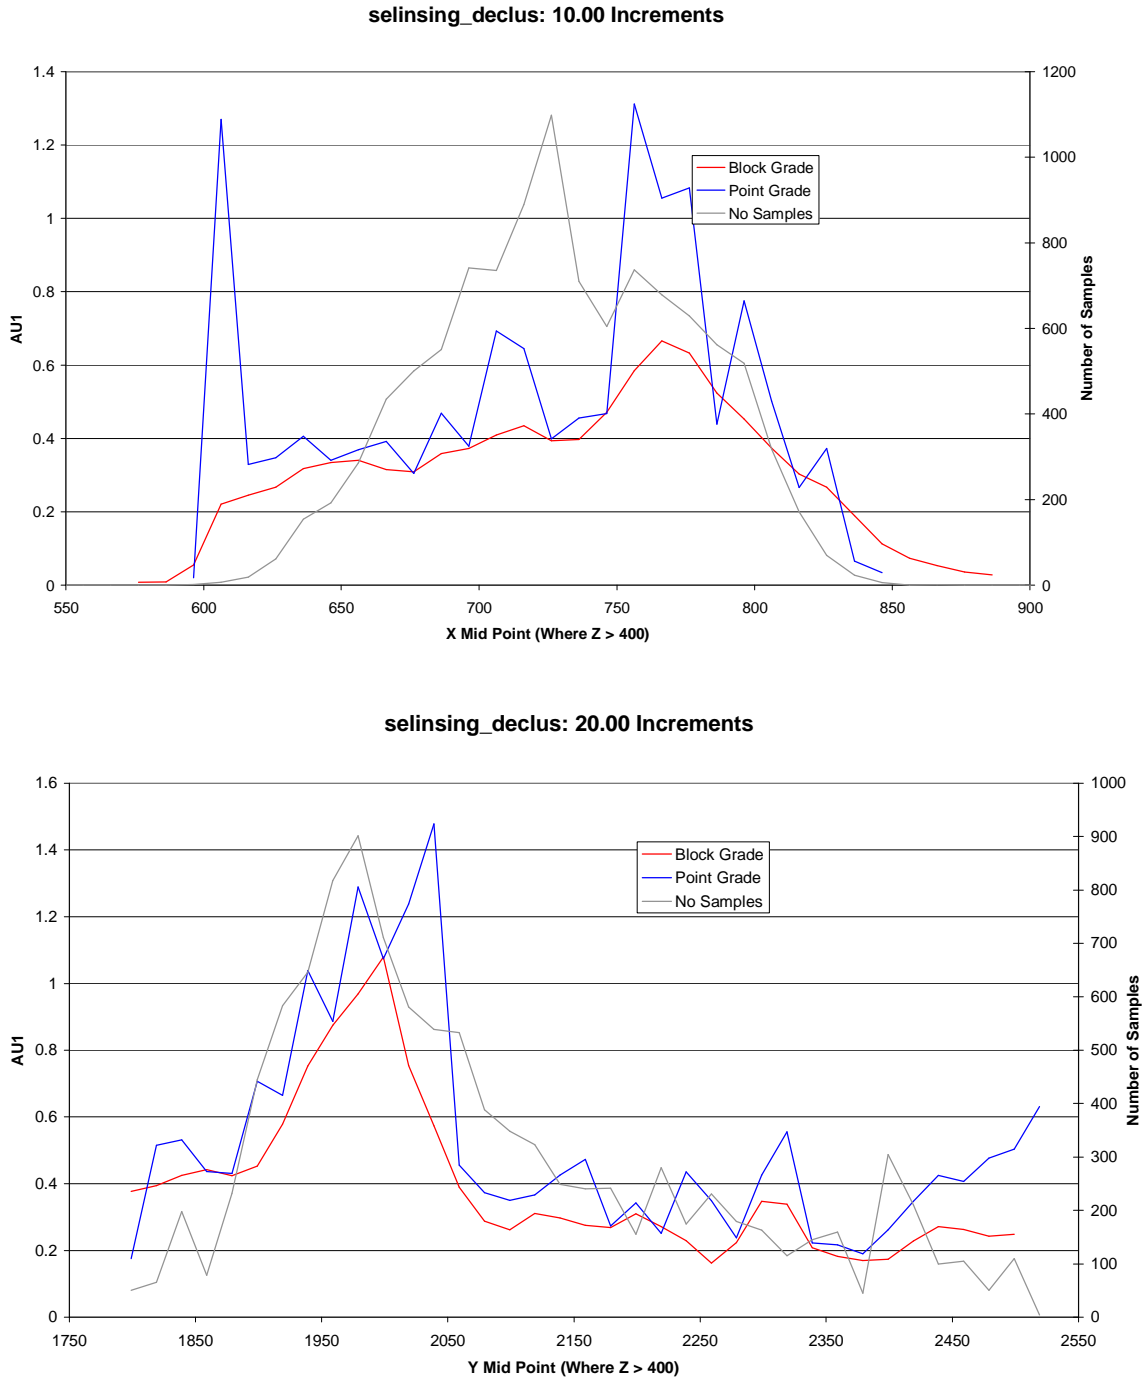 selinsing_declus: 10.00 Increments
1.4
1.2
1
0.8
0.6
0.4
0.2
0
AU1
1200
1000
800
600
400
200
0
Number of Samples
Block Grade
Point Grade
No Samples
550 600 650 700 750 800 850 900
X Mid Point (Where Z > 400)
selinsing_declus: 20.00 Increments
1.6
1.4
1.2
1
0.8
0.6
0.4
0.2
0
AU1
1000
900
800
700
600
500
400
300
200
100
0
Number of Samples
Block Grade
Point Grade
No Samples
1750 1850 1950 2050 2150 2250 2350 2450 2550
Y Mid Point (Where Z > 400)